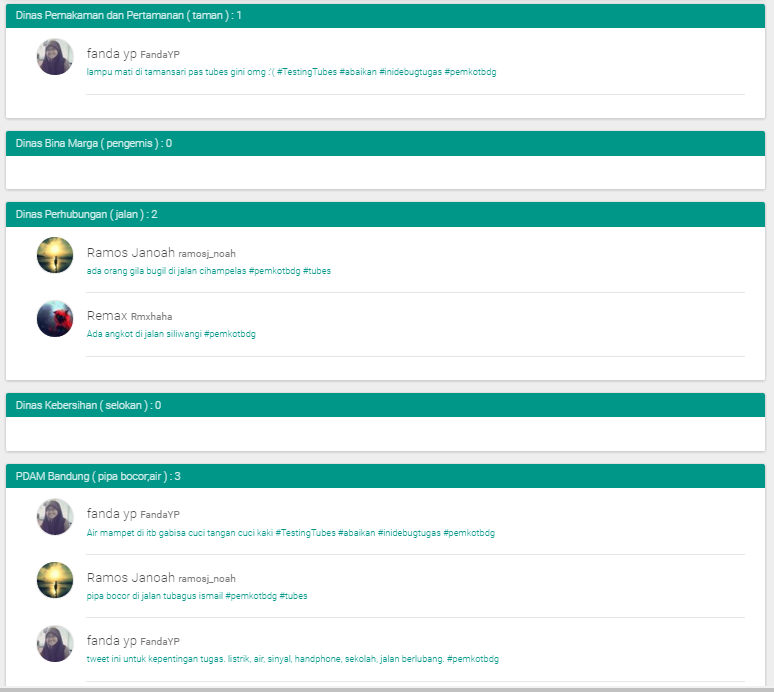 Dinas Pemakaman dan Pertamanan ( taman ) : 1
fanda yp FandaYP
lampu mati di tamansari pas tubes gini omg :'( #TestingTubes #abaikan #inidebugtugas #pemkotbdg
Dinas Bina Marga ( pengemis ) : 0
Dinas Perhubungan ( jalan ) : 2
Ramos Janoah ramosj_noah
ada orang gila bugil di jalan cihampelas #pemkotbdg #tubes
Remax Rmxhaha
Ada angkot di jalan siliwangi #pemkotbdg
Dinas Kebersihan ( selokan ) : 0
PDAM Bandung ( pipa bocor;air ) : 3
fanda yp FandaYP
Air mampet di itb gabisa cuci tangan cuci kaki #TestingTubes #abaikan #inidebugtugas #pemkotbdg
Ramos Janoah ramosj_noah
pipa bocor di jalan tubagus ismail #pemkotbdg #tubes
fanda yp FandaYP
tweet ini untuk kepentingan tugas. listrik, air, sinyal, handphone, sekolah, jalan berlubang. #pemkotbdg